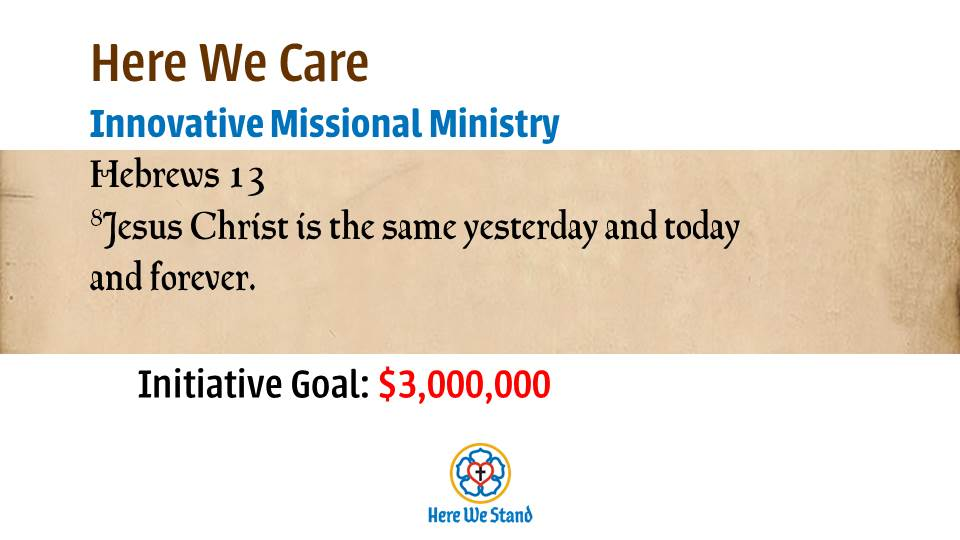 Here We Care
Innovative Missional Ministry
Hebrews 13
⁸Jesus Christ is the same yesterday and today
and forever.
Initiative Goal: $3,000,000
Here We Stand